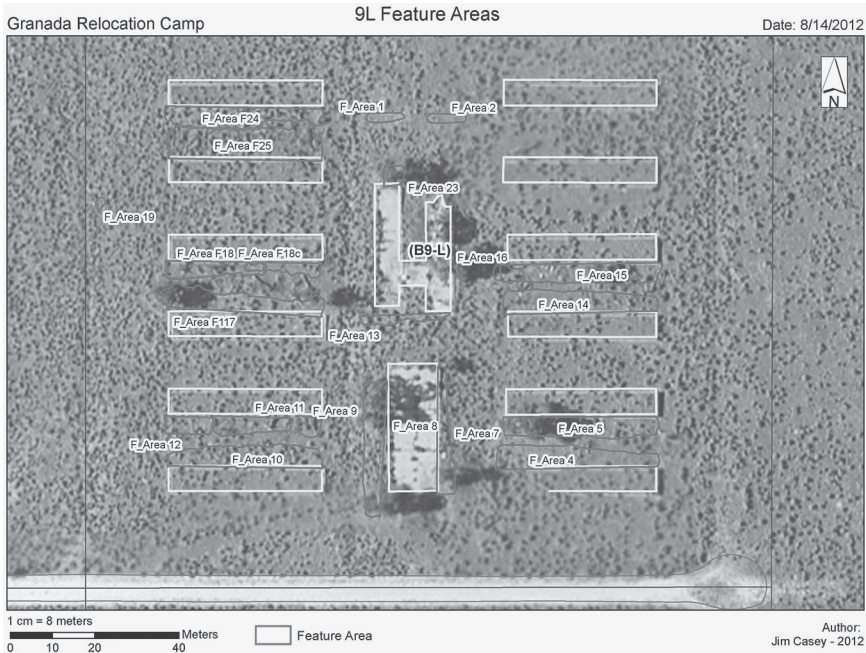 9L Feature Areas
Granada Relocation Camp
Date: 8/14/2012
N
F_Area 1
F_Area 2
F_Area F24
F_Area F25
F_Area 23
F_Area 19
F_Area F18
F_Area F18c
(B9-L)
F_Area 16
F_Area 15
F_Area 14
F_Area F117
F_Area 13
F_Area 11
F_Area 9
F_Area 8
F_Area 7
F_Area 5
F_Area 12
F_Area 10
F_Area 4
1 cm = 8 meters
Meters
0 10 20 40
Feature Area
Author:
Jim Casey - 2012